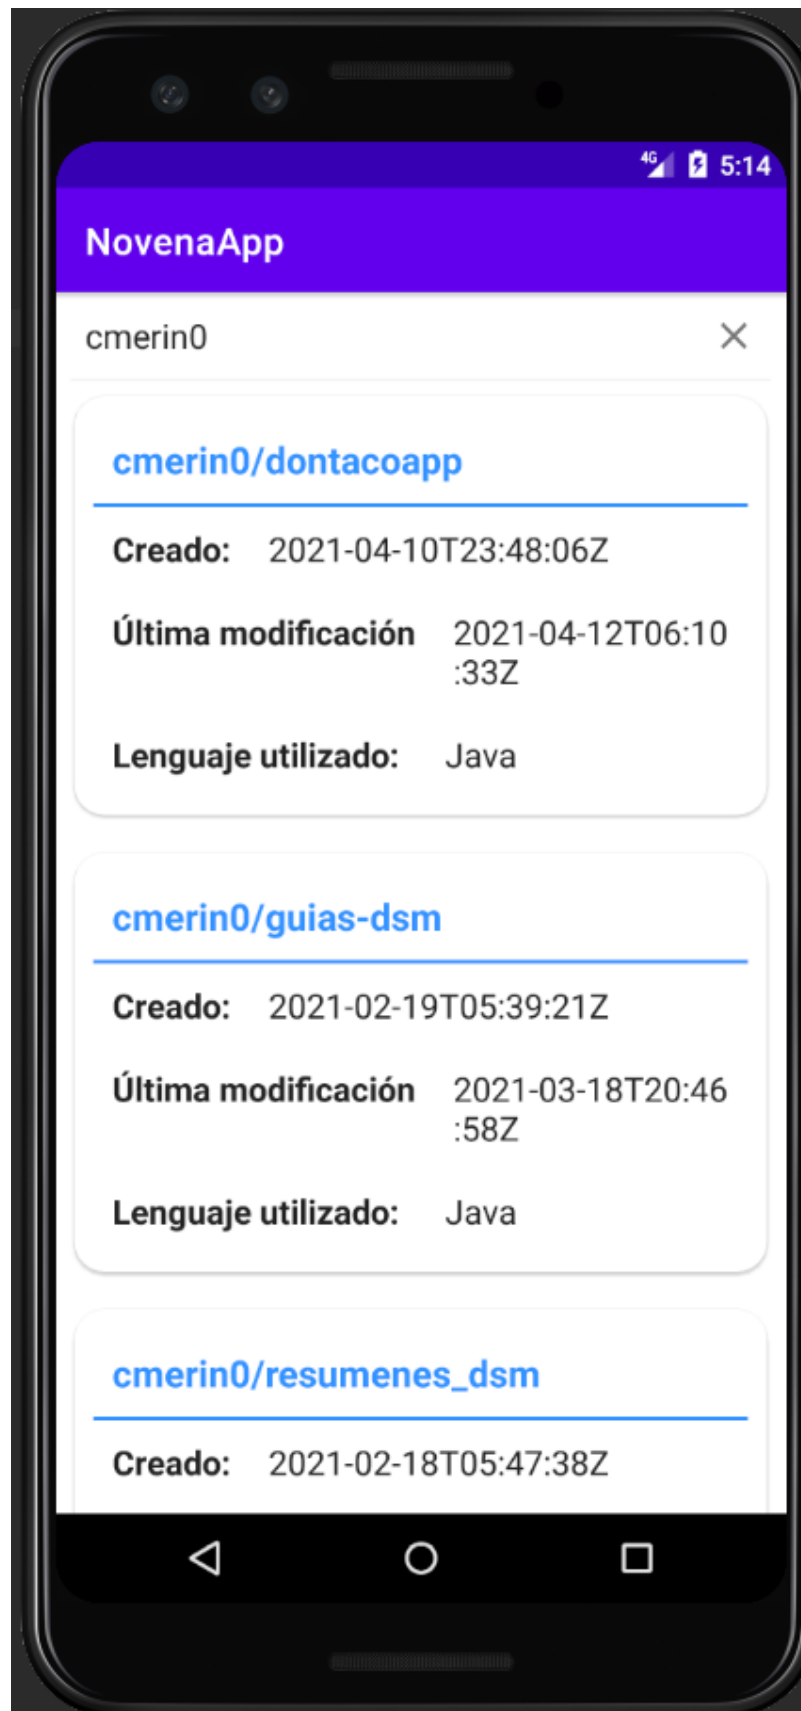 4G 5:14
NovenaApp
cmerin0
cmerin0/dontacoapp
Creado: 2021-04-10T23:48:06Z
Última modificación 2021-04-12T06:10
:33Z
Lenguaje utilizado: Java
cmerin0/guias-dsm
Creado: 2021-02-19T05:39:21Z
Última modificación 2021-03-18T20:46
:58Z
Lenguaje utilizado: Java
cmerin0/resumenes_dsm
Creado: 2021-02-18T05:47:38Z